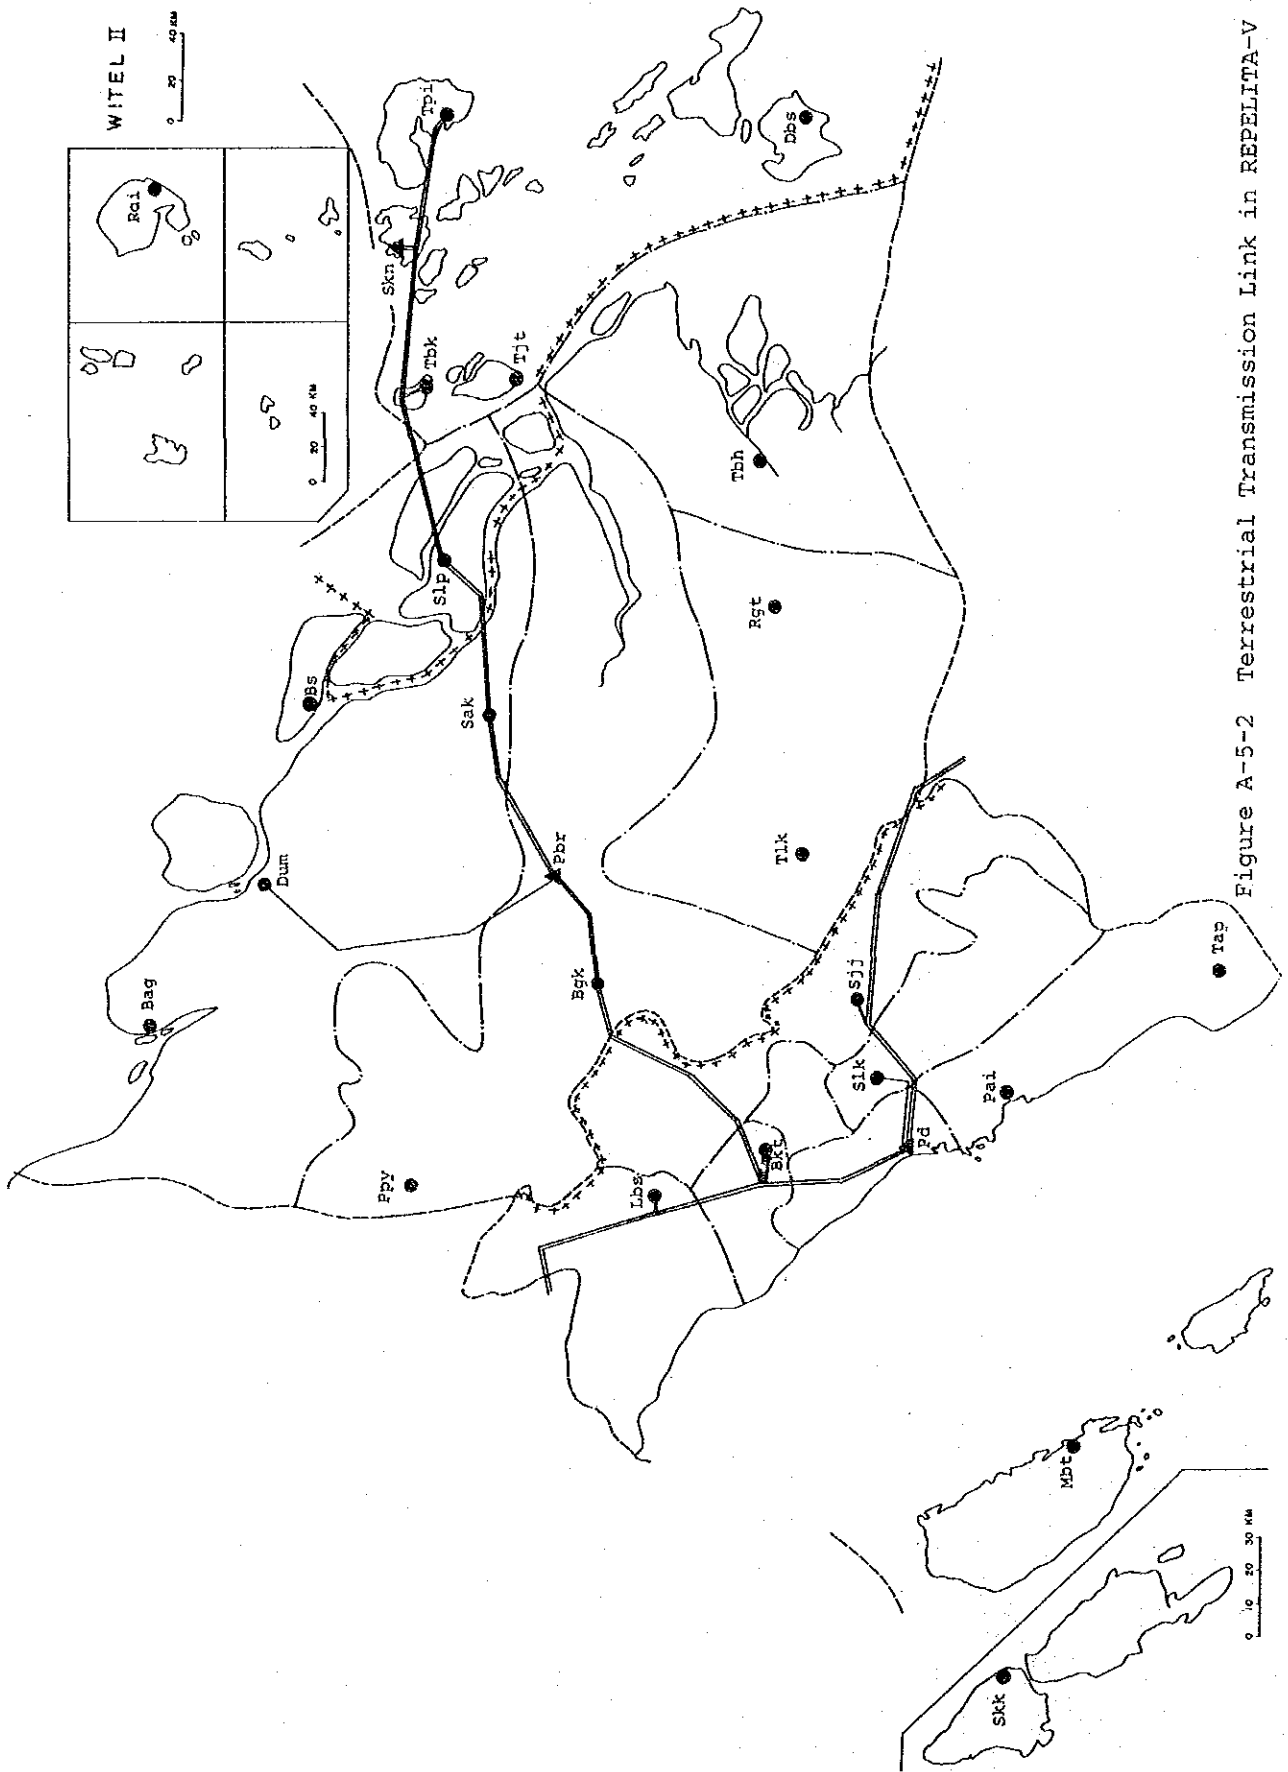 WITEL II
0 20 40 KM
Rai
0 20 40 KM
Tpi
Skn
Tbk
Tjt
Dbs
Slp
Bs
Sak
Tbh
Rgt
Dum
Pbr
Tlk
Bag
Bgk
Sjj
Slk
Ppy
Lbs
Bkt
Pd
Pai
Tap
Mbt
Skk
0 10 20 30 KM
Figure A-5-2 Terrestrial Transmission Link in REPELITA-V